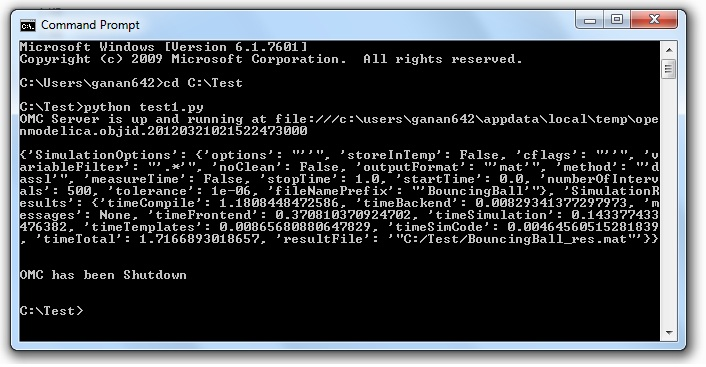 Command Prompt
Microsoft Windows [Version 6.1.7601]
Copyright (c) 2009 Microsoft Corporation.  All rights reserved.
C:\Users\ganan642>cd C:\Test
C:\Test>python test1.py
OMC Server is up and running at file:///c:\users\ganan642\appdata\local\temp\ope
nmodelica.objid.20120321021522473000
{'SimulationOptions': {'options': "''", 'storeInTemp': False, 'cflags': "''", 'v
ariableFilter': "'.*'", 'noClean': False, 'outputFormat': "'mat'", 'method': "'d
assl'", 'measureTime': False, 'stopTime': 1.0, 'startTime': 0.0, 'numberOfInterv
als': 500, 'tolerance': 1e-06, 'fileNamePrefix': "'BouncingBall'"}, 'SimulationR
esults': {'timeCompile': 1.1808448472586, 'timeBackend': 0.00829341377297973, 'm
essages': None, 'timeFrontend': 0.370810370924702, 'timeSimulation': 0.143377433
476382, 'timeTemplates': 0.00865680880647829, 'timeSimCode': 0.00464560515281839
, 'timeTotal': 1.7166893018657, 'resultFile': '"C:/Test/BouncingBall_res.mat"'}}
OMC has been Shutdown
C:\Test>